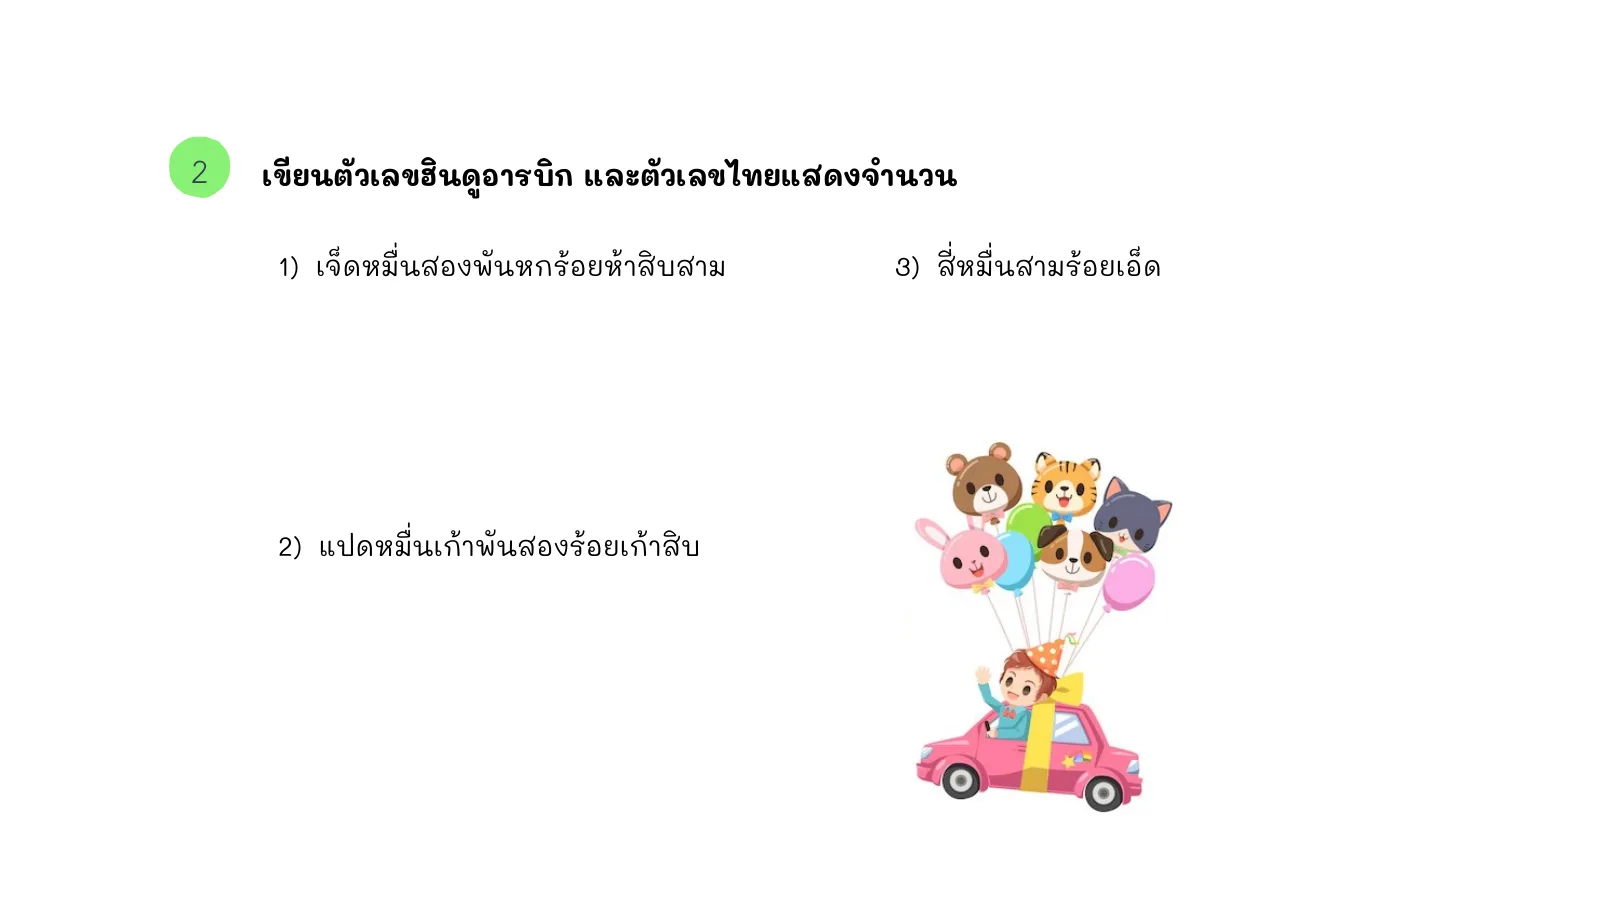 2 เขียนตัวเลขฮินดูอารบิก และตัวเลขไทยแสดงจำนวน
1) เจ็ดหมื่นสองพันหกร้อยห้าสิบสาม
3) สี่หมื่นสามร้อยเอ็ด
2) แปดหมื่นเก้าพันสองร้อยเก้าสิบ